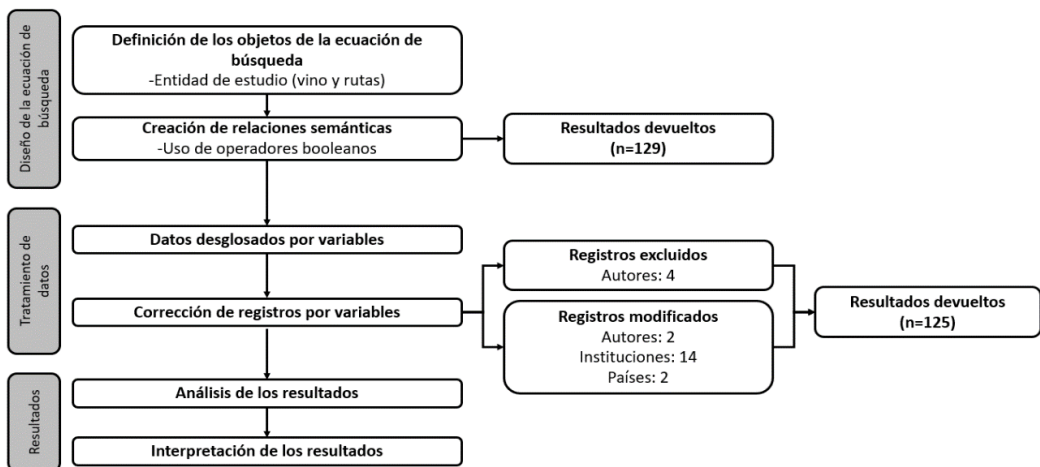 Diseño de la ecuación de
búsqueda
Definición de los objetos de la ecuación de
búsqueda
-Entidad de estudio (vino y rutas)
Creación de relaciones semánticas
-Uso de operadores booleanos
Resultados devueltos
(n=129)
Tratamiento de
datos
Datos desglosados por variables
Corrección de registros por variables
Registros excluidos
Autores: 4
Registros modificados
Autores: 2
Instituciones: 14
Países: 2
Resultados devueltos
(n=125)
Resultados
Análisis de los resultados
Interpretación de los resultados